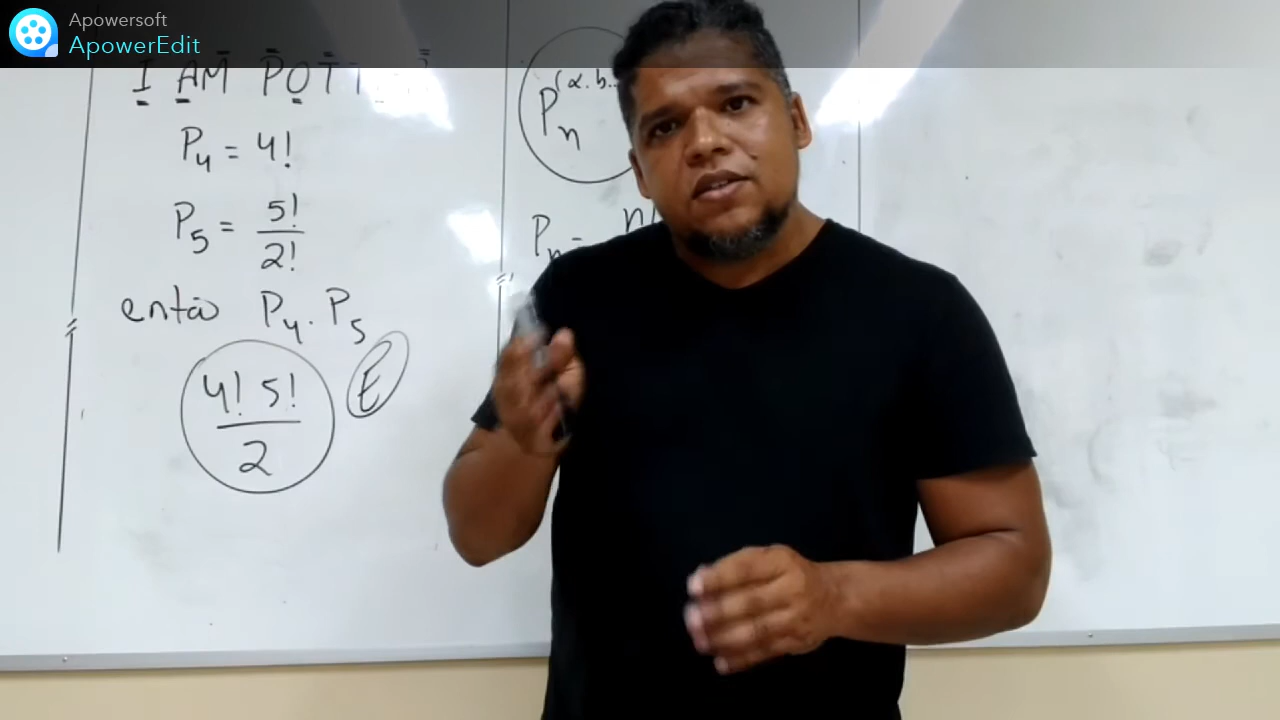 Apowersoft
ApowerEdit
I AM POTT
P4 = 4!
P5 = 5!
2!
então P4 . P5
4! 5!
2
E
P n (a.b..
Pn = n!